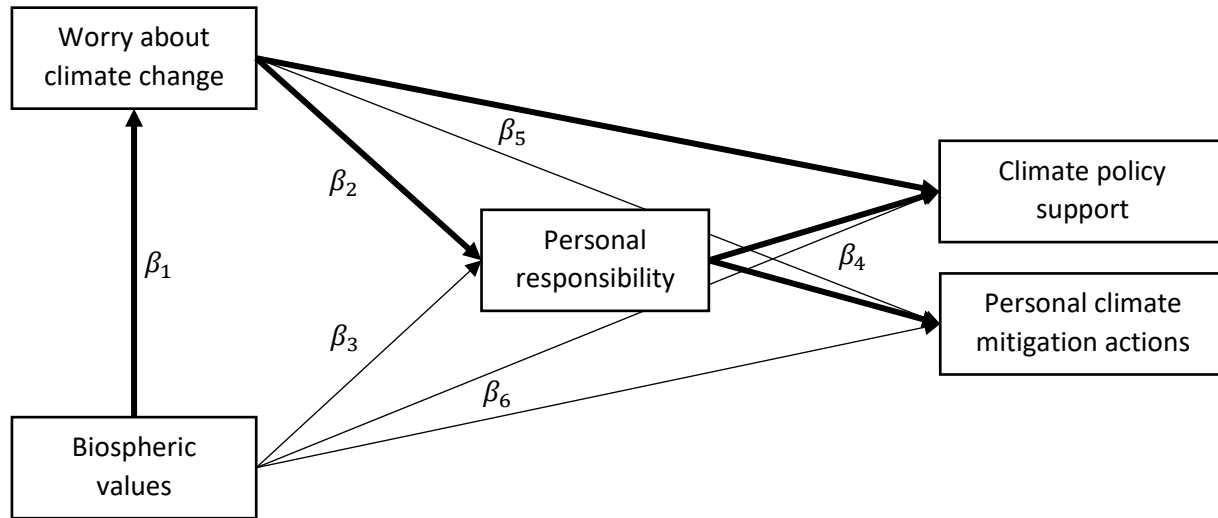 Worry about
climate change
β₅
β₂
Climate policy
support
Personal
responsibility
β₄
β₁
Personal climate
mitigation actions
β₃
β₆
Biospheric
values